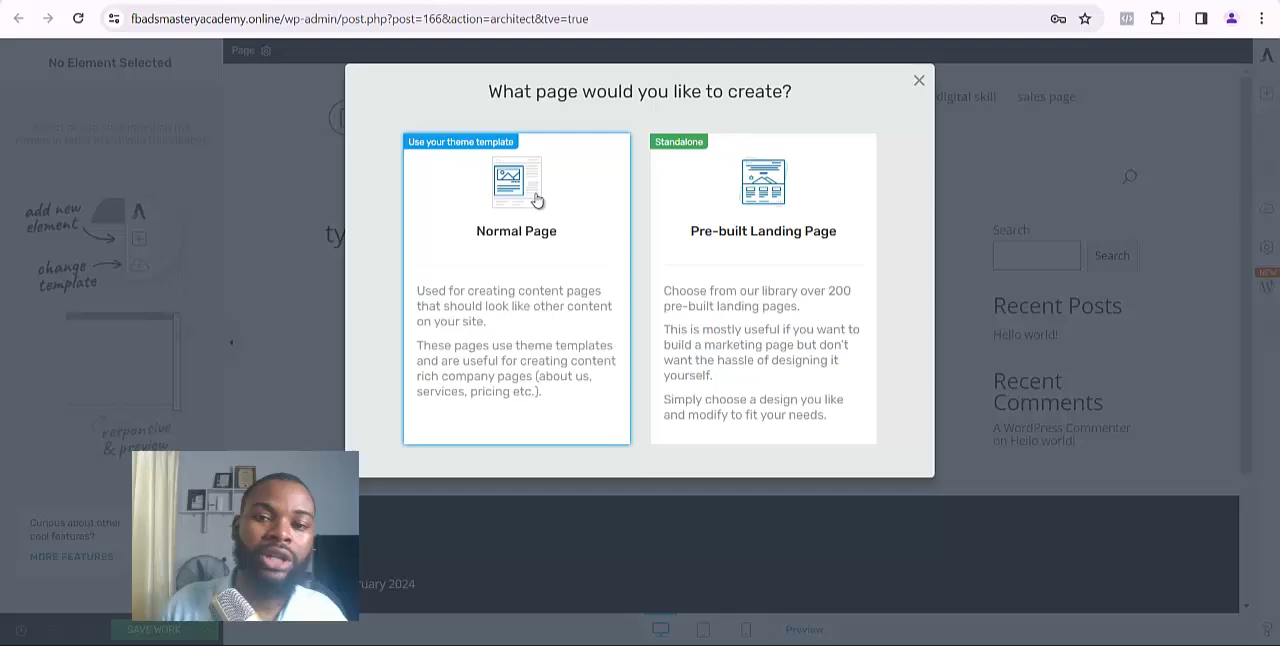 fbadsmasteryacademy.online/wp-admin/post.php?post=166&action=architect&tve=true
No Element Selected
Page
digital skill
sales page
What page would you like to create?
Use your theme template
Normal Page
Used for creating content pages
that should look like other content
on your site.
These pages use theme templates
and are useful for creating content
rich company pages (about us,
services, pricing etc.).
Standalone
Pre-built Landing Page
Choose from our library over 200
pre-built landing pages.
This is mostly useful if you want to
build a marketing page but don't
want the hassle of designing it
yourself.
Simply choose a design you like
and modify to fit your needs.
add new
element
change
template
responsive
& preview
ty
Search
Search
Recent Posts
Hello world!
Recent
Comments
A WordPress Commenter
on Hello world!
NEW
Curious about other
cool features?
MORE FEATURES
uary 2024
SAVE WORK
Preview